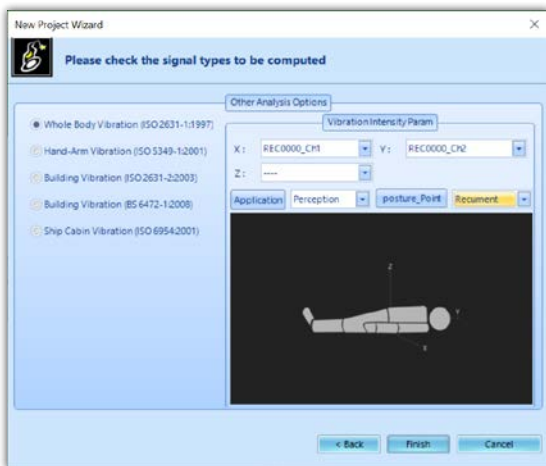 New Project Wizard
Please check the signal types to be computed
Other Analysis Options
Whole Body Vibration (ISO 2631-1:1997)
Hand-Arm Vibration (ISO 5349-1:2001)
Building Vibration (ISO 2631-2:2003)
Building Vibration (BS 6472-1:2008)
Ship Cabin Vibration (ISO 6954:2001)
Vibration Intensity Param
X : REC0000_Ch1 Y : REC0000_Ch2
Z : ----
Application Perception posture_Point Recument
Z
Y
X
< Back Finish Cancel